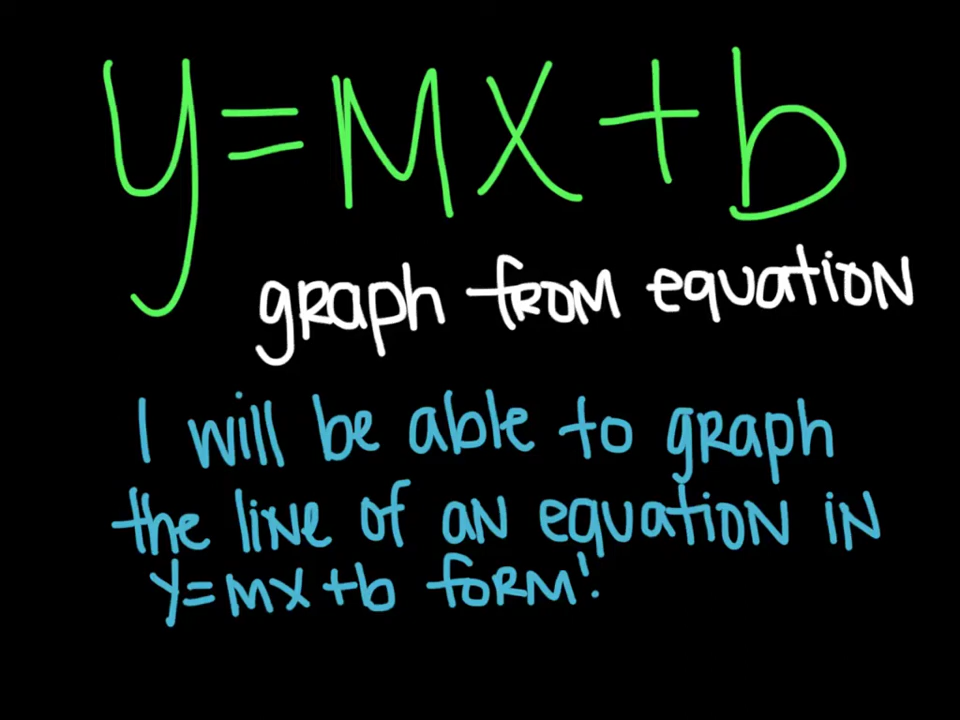 y=mx+b
graph from equation
I will be able to graph
the line of an equation in
y=mx+b form!